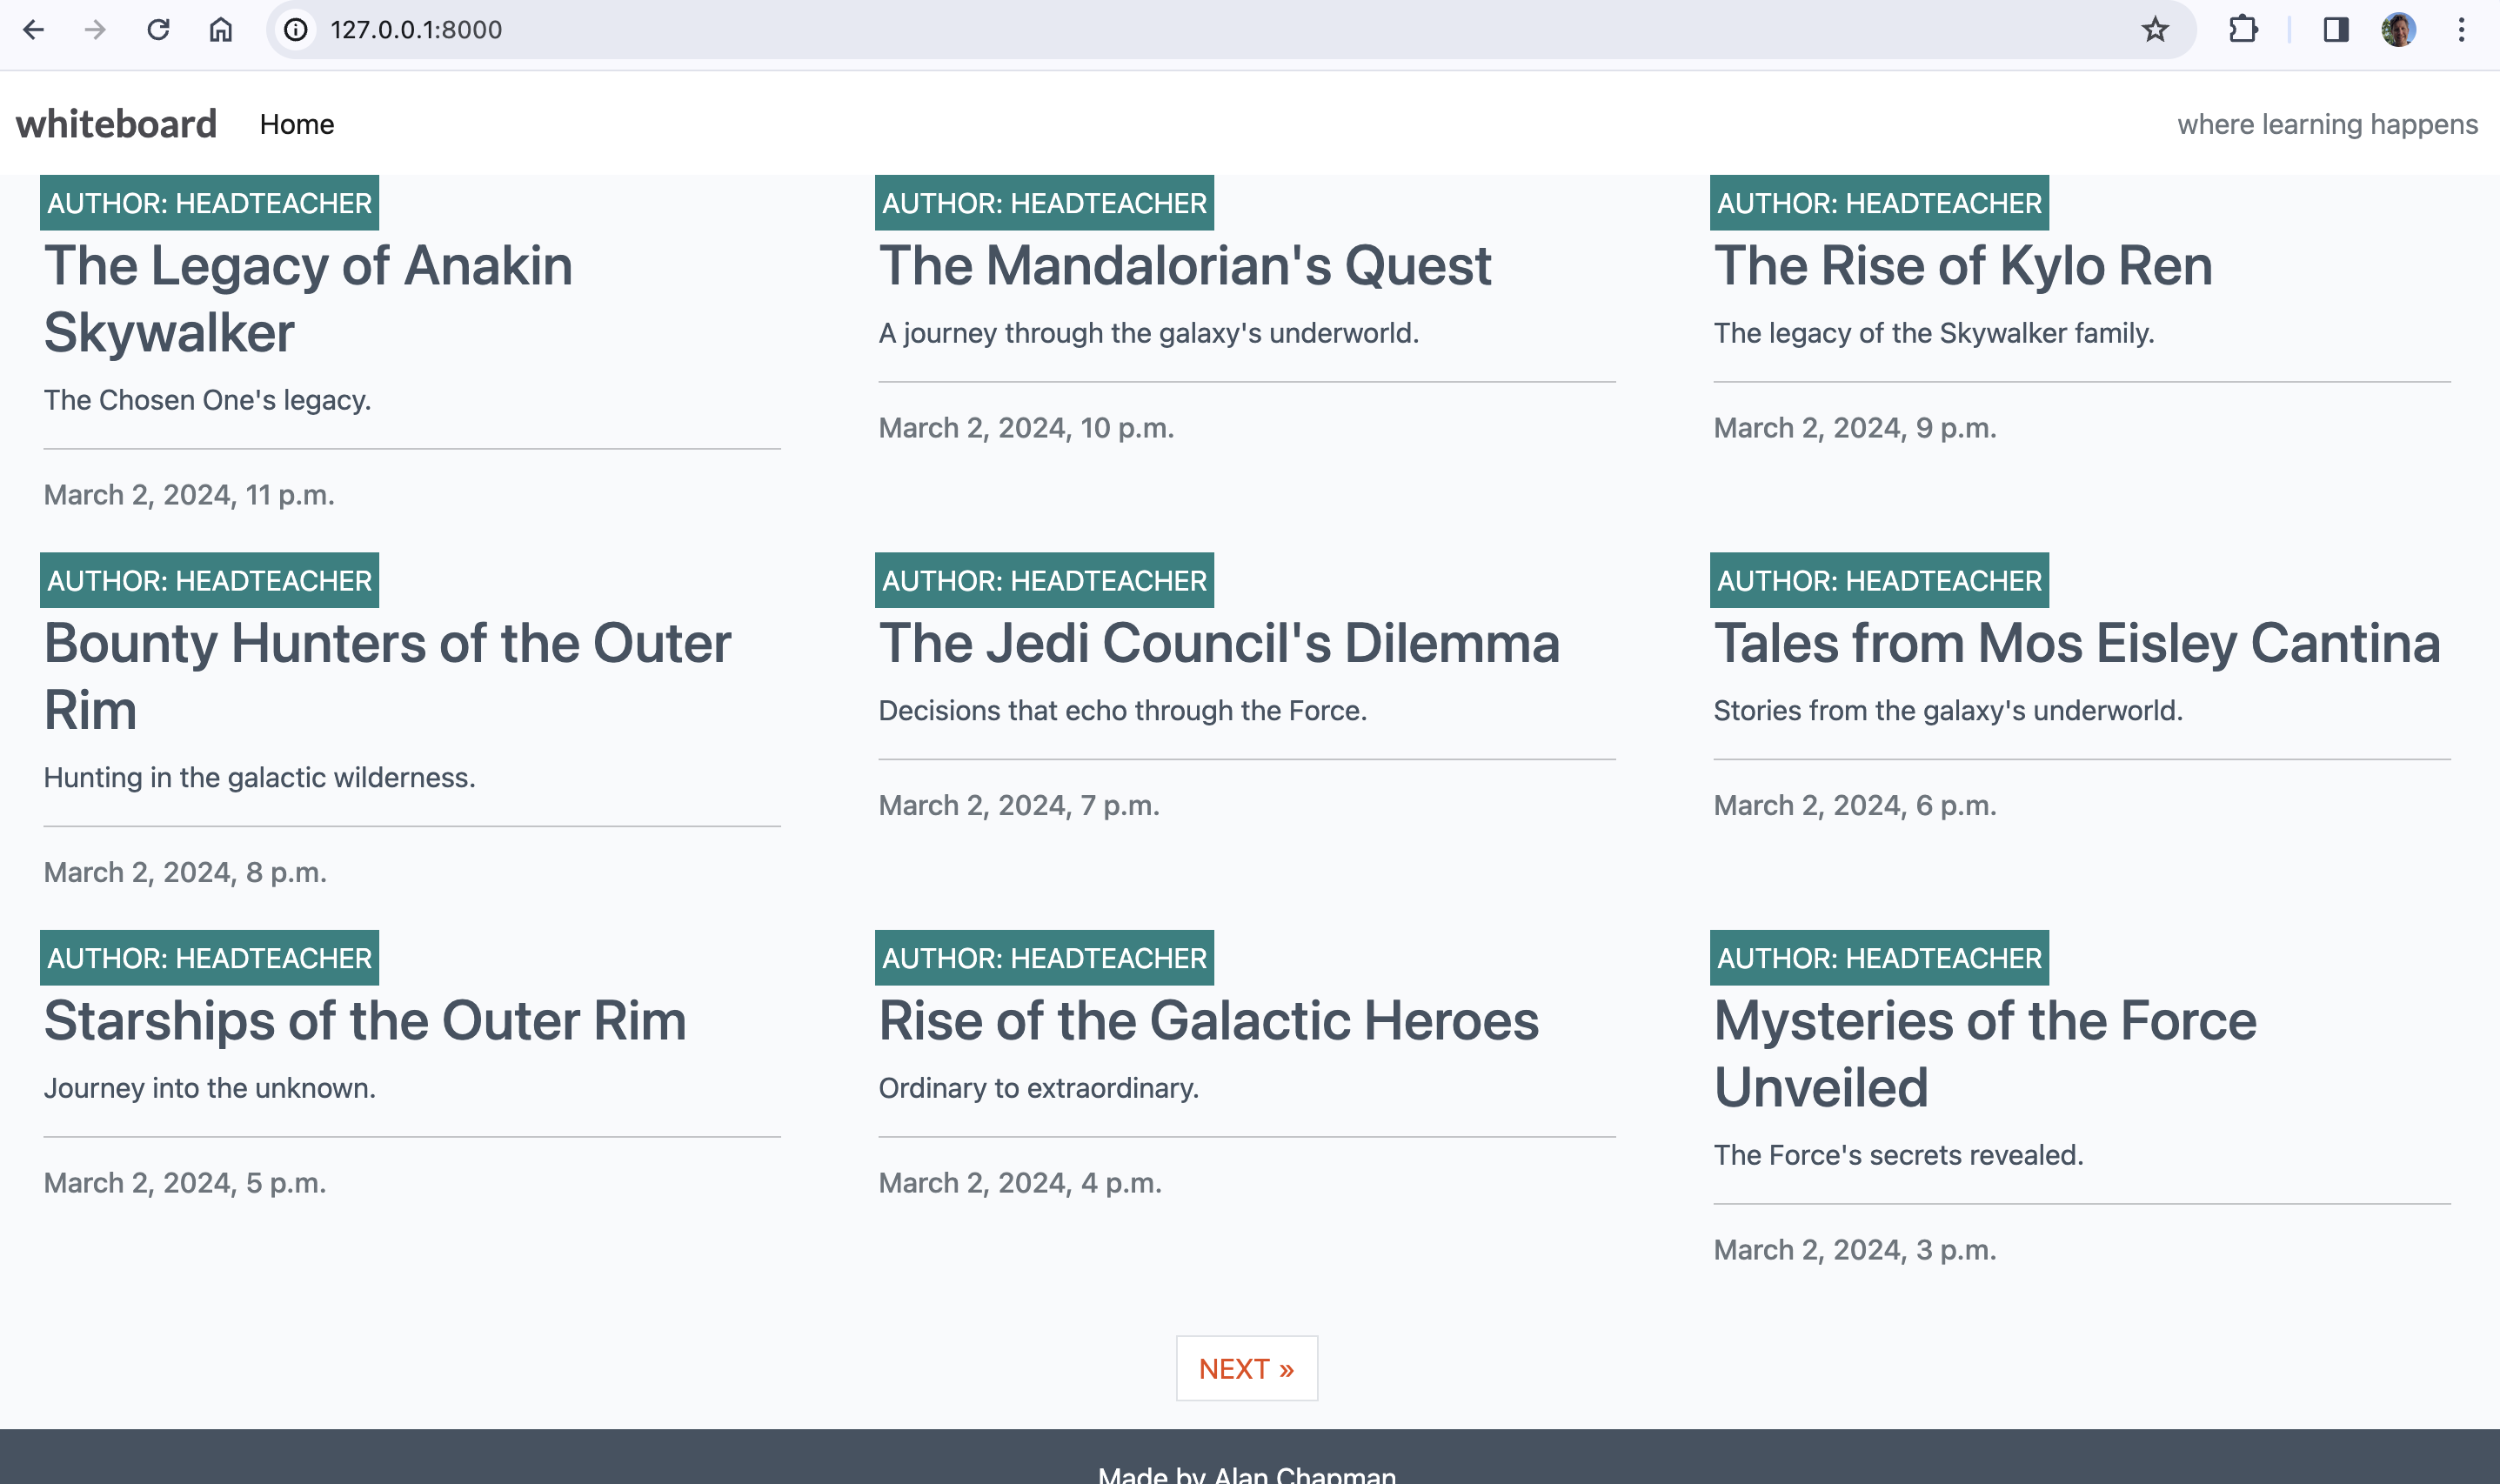 127.0.0.1:8000
whiteboard Home where learning happens
AUTHOR: HEADTEACHER
The Legacy of Anakin
Skywalker
The Chosen One's legacy.
March 2, 2024, 11 p.m.
AUTHOR: HEADTEACHER
The Mandalorian's Quest
A journey through the galaxy's underworld.
March 2, 2024, 10 p.m.
AUTHOR: HEADTEACHER
The Rise of Kylo Ren
The legacy of the Skywalker family.
March 2, 2024, 9 p.m.
AUTHOR: HEADTEACHER
Bounty Hunters of the Outer
Rim
Hunting in the galactic wilderness.
March 2, 2024, 8 p.m.
AUTHOR: HEADTEACHER
The Jedi Council's Dilemma
Decisions that echo through the Force.
March 2, 2024, 7 p.m.
AUTHOR: HEADTEACHER
Tales from Mos Eisley Cantina
Stories from the galaxy's underworld.
March 2, 2024, 6 p.m.
AUTHOR: HEADTEACHER
Starships of the Outer Rim
Journey into the unknown.
March 2, 2024, 5 p.m.
AUTHOR: HEADTEACHER
Rise of the Galactic Heroes
Ordinary to extraordinary.
March 2, 2024, 4 p.m.
AUTHOR: HEADTEACHER
Mysteries of the Force
Unveiled
The Force's secrets revealed.
March 2, 2024, 3 p.m.
NEXT »
Made by Alan Chapman